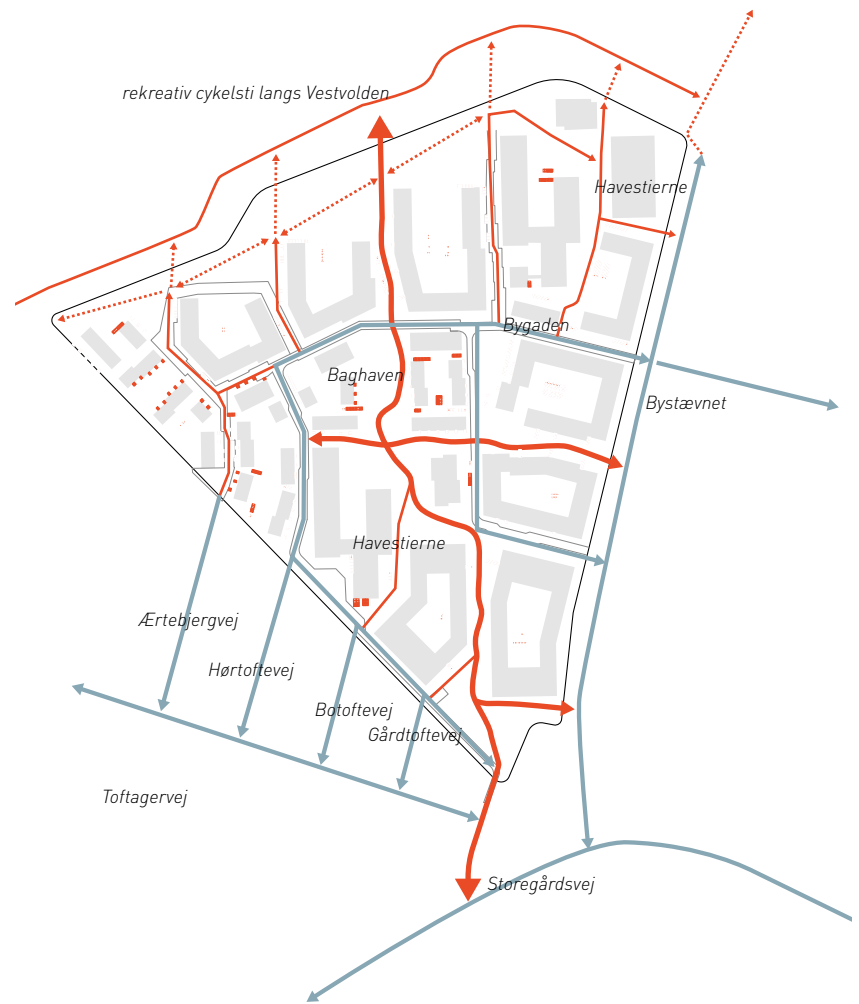 rekreativ cykelsti langs Vestvolden
Havestierne
Bygaden
Baghaven
Bystævnet
Havestierne
Ærtebjergvej
Hørtoftevej
Botoftevej
Gårdtoftevej
Toftagervej
Storegårdsvej